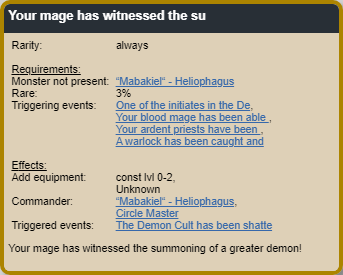 Your mage has witnessed the su
Rarity: always
Requirements:
Monster not present: “Mabakiel“ - Heliophagus
Rare: 3%
Triggering events: One of the initiates in the De,
Your blood mage has been able ,
Your ardent priests have been ,
A warlock has been caught and
Effects:
Add equipment: const lvl 0-2,
Unknown
Commander: “Mabakiel“ - Heliophagus,
Circle Master
Triggered events: The Demon Cult has been shatte
Your mage has witnessed the summoning of a greater demon!